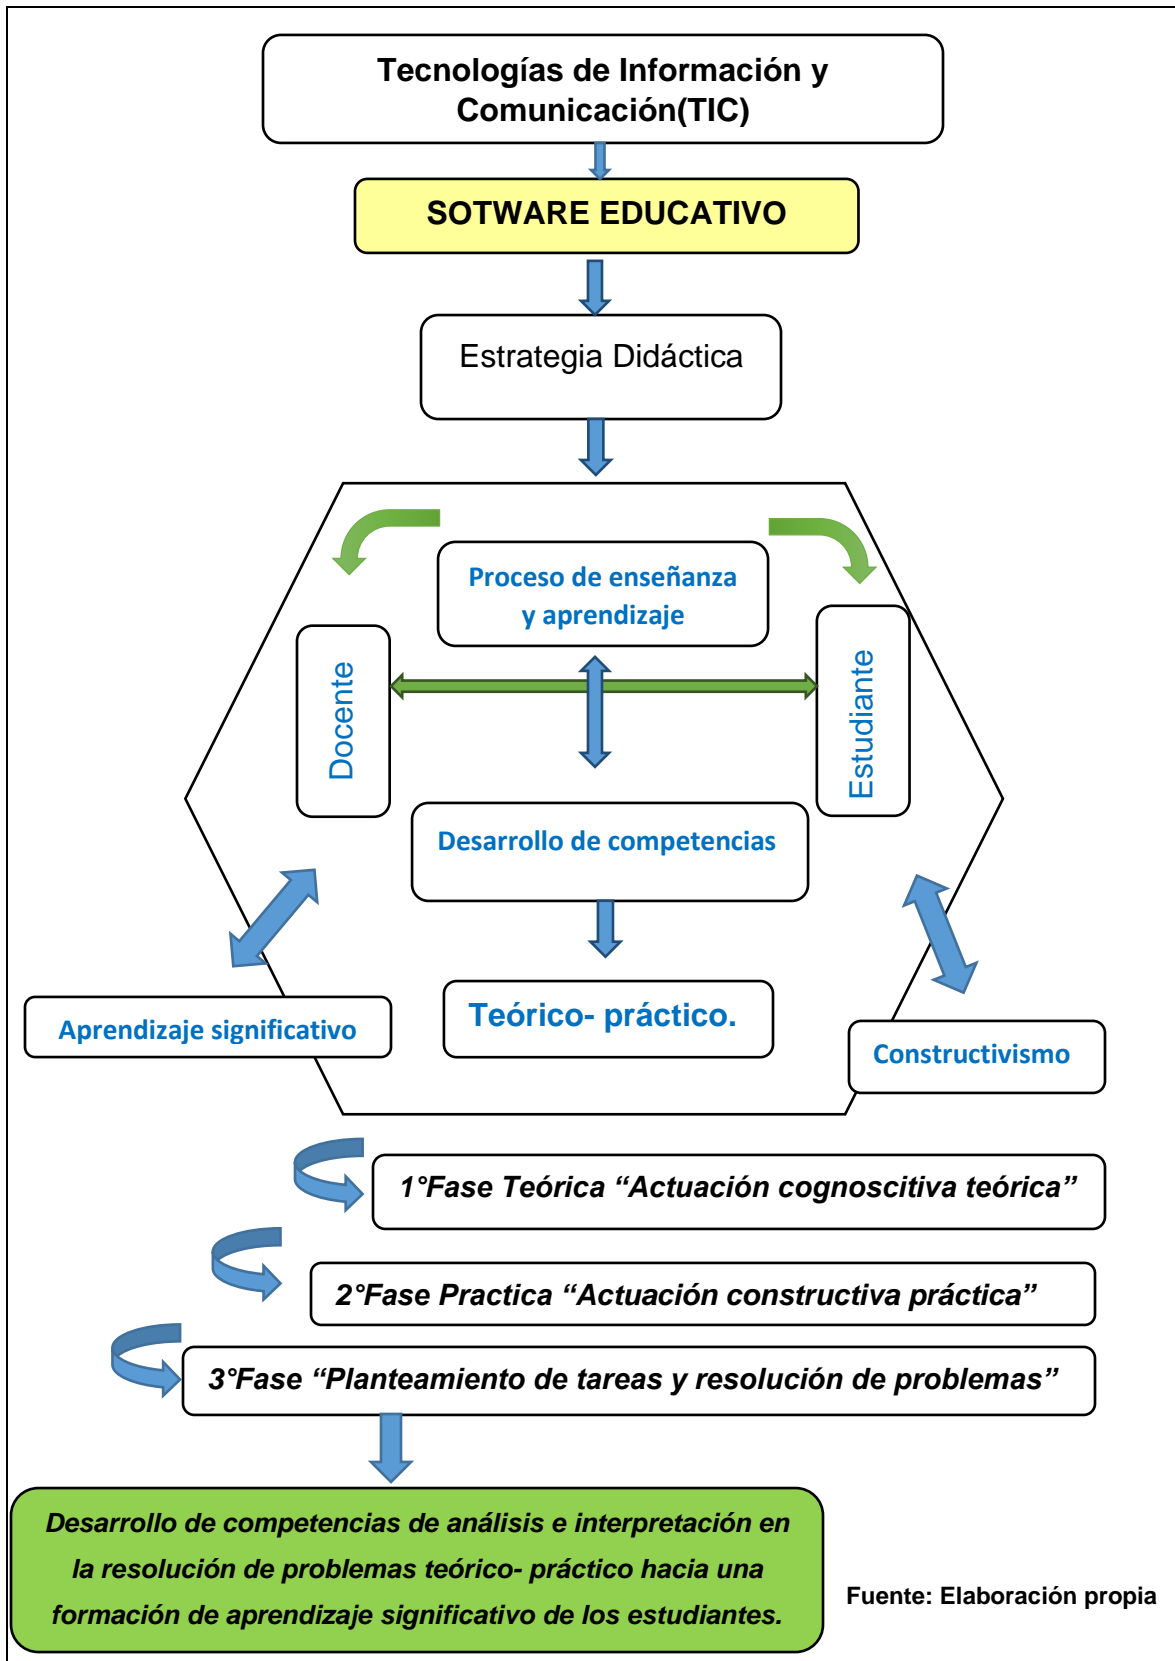 Tecnologías de Información y
Comunicación(TIC)
SOTWARE EDUCATIVO
Estrategia Didáctica
Proceso de enseñanza
y aprendizaje
Docente
Estudiante
Desarrollo de competencias
Aprendizaje significativo
Teórico- práctico.
Constructivismo
1°Fase Teórica “Actuación cognoscitiva teórica”
2°Fase Practica “Actuación constructiva práctica”
3°Fase “Planteamiento de tareas y resolución de problemas”
Desarrollo de competencias de análisis e interpretación en
la resolución de problemas teórico- práctico hacia una
formación de aprendizaje significativo de los estudiantes.
Fuente: Elaboración propia